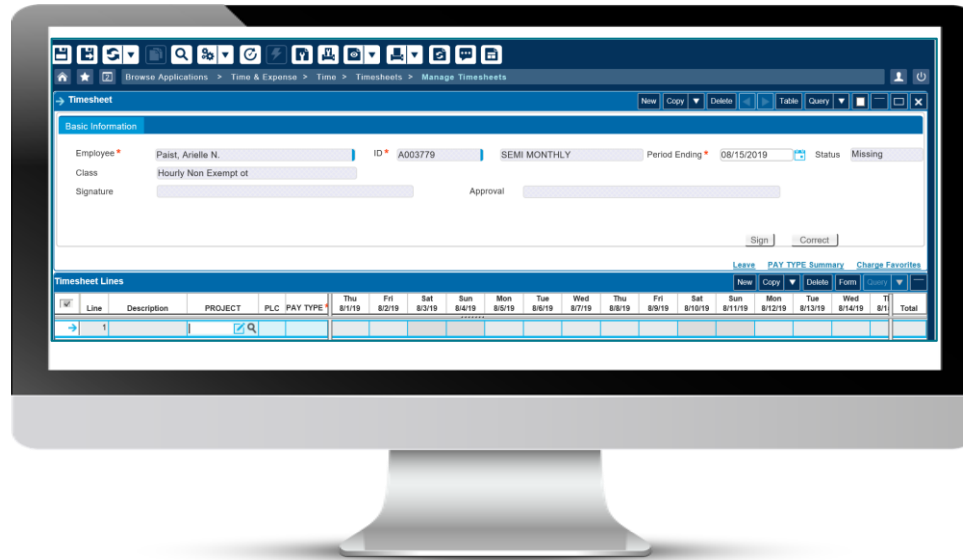 Browse Applications > Time & Expense > Time > Timesheets > Manage Timesheets
Timesheet New Copy Delete Table Query
Basic Information
Employee * Paist, Arielle N. ID * A003779 SEMI MONTHLY Period Ending * 08/15/2019 Status Missing
Class Hourly Non Exempt ot
Signature Approval
Sign Correct
Leave PAY TYPE Summary Charge Favorites
Timesheet Lines New Copy Delete Form Query
Line Description PROJECT PLC PAY TYPE * Thu 8/1/19 Fri 8/2/19 Sat 8/3/19 Sun 8/4/19 Mon 8/5/19 Tue 8/6/19 Wed 8/7/19 Thu 8/8/19 Fri 8/9/19 Sat 8/10/19 Sun 8/11/19 Mon 8/12/19 Tue 8/13/19 Wed 8/14/19 Total
1